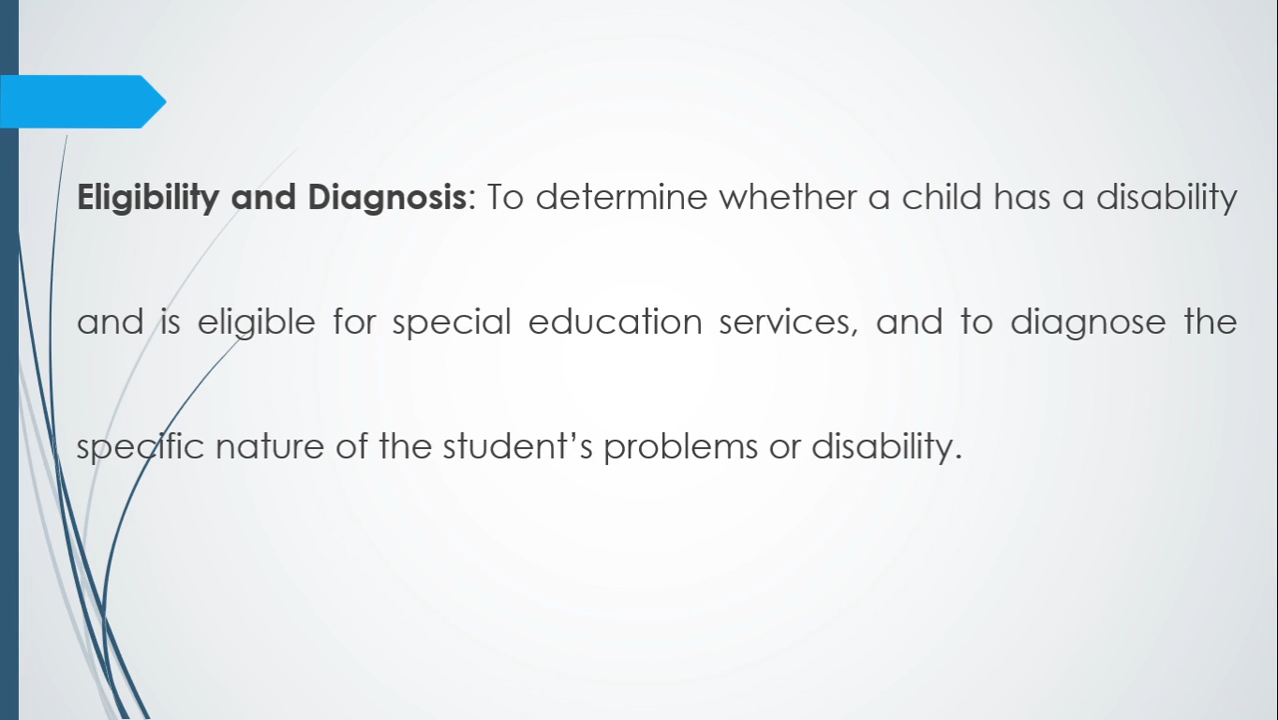 Eligibility and Diagnosis: To determine whether a child has a disability
and is eligible for special education services, and to diagnose the
specific nature of the student’s problems or disability.